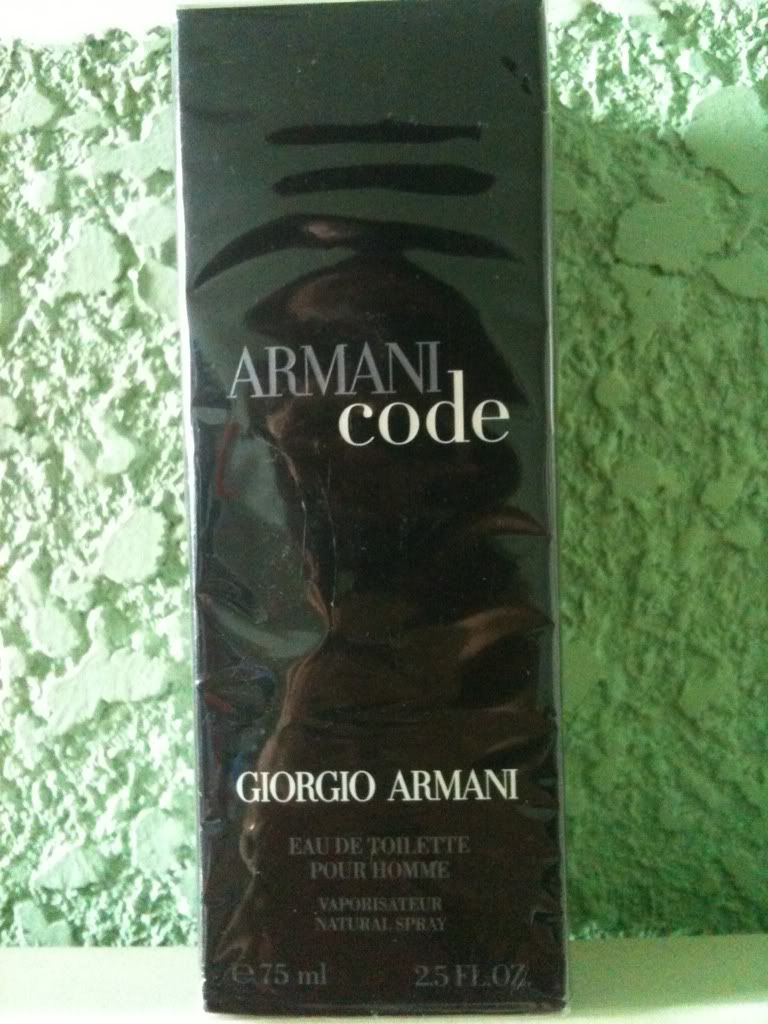 ARMANI
code
GIORGIO ARMANI
EAU DE TOILETTE
POUR HOMME
VAPORISATEUR
NATURAL SPRAY
℮ 75 ml 2.5 FL.OZ.